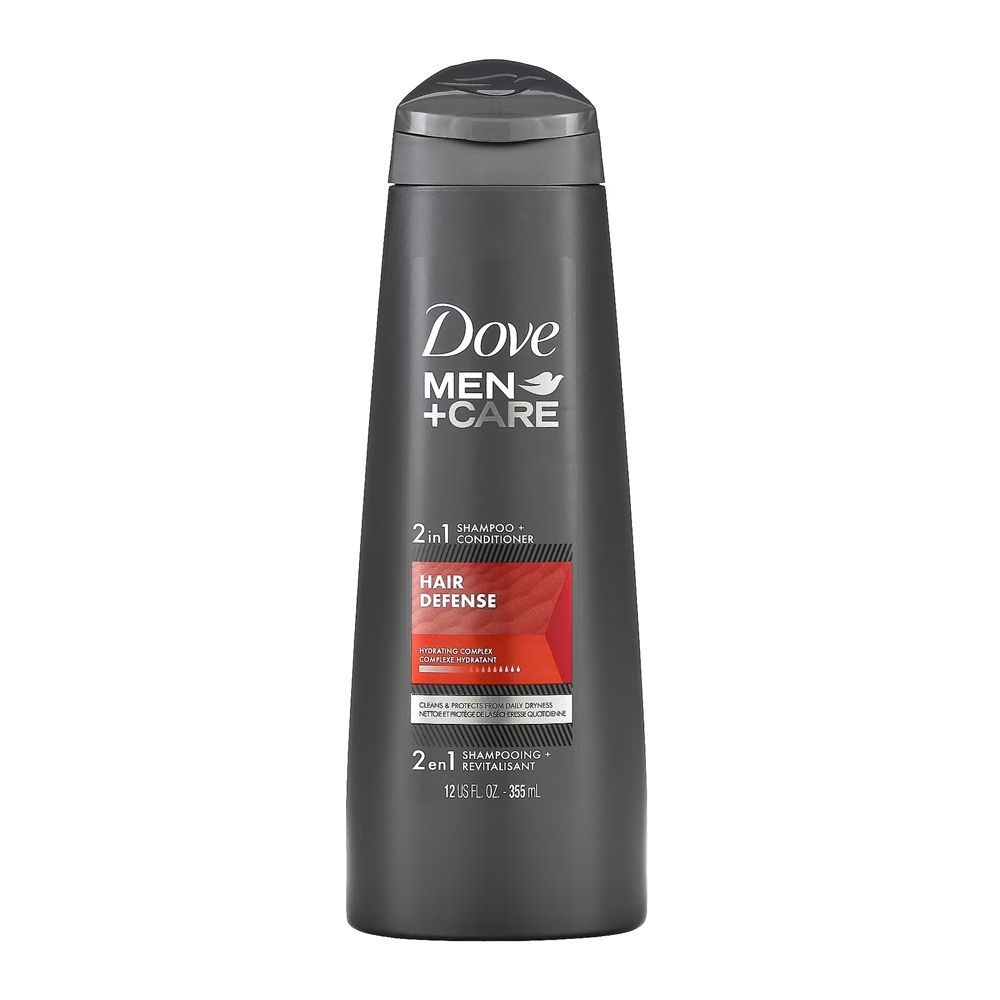 Dove
MEN
+CARE
2in1 SHAMPOO +
CONDITIONER
HAIR
DEFENSE
HYDRATING COMPLEX
COMPLEXE HYDRATANT
CLEANS & PROTECTS FROM DAILY DRYNESS
NETTOIE ET PROTÈGE DE LA SÉCHERESSE QUOTIDIENNE
2en1 SHAMPOOING +
REVITALISANT
12 US FL. OZ. - 355 mL